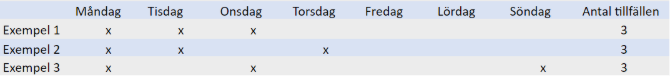 Måndag Tisdag Onsdag Torsdag Fredag Lördag Söndag Antal tillfällen
Exempel 1 x x x 3
Exempel 2 x x x 3
Exempel 3 x x x 3